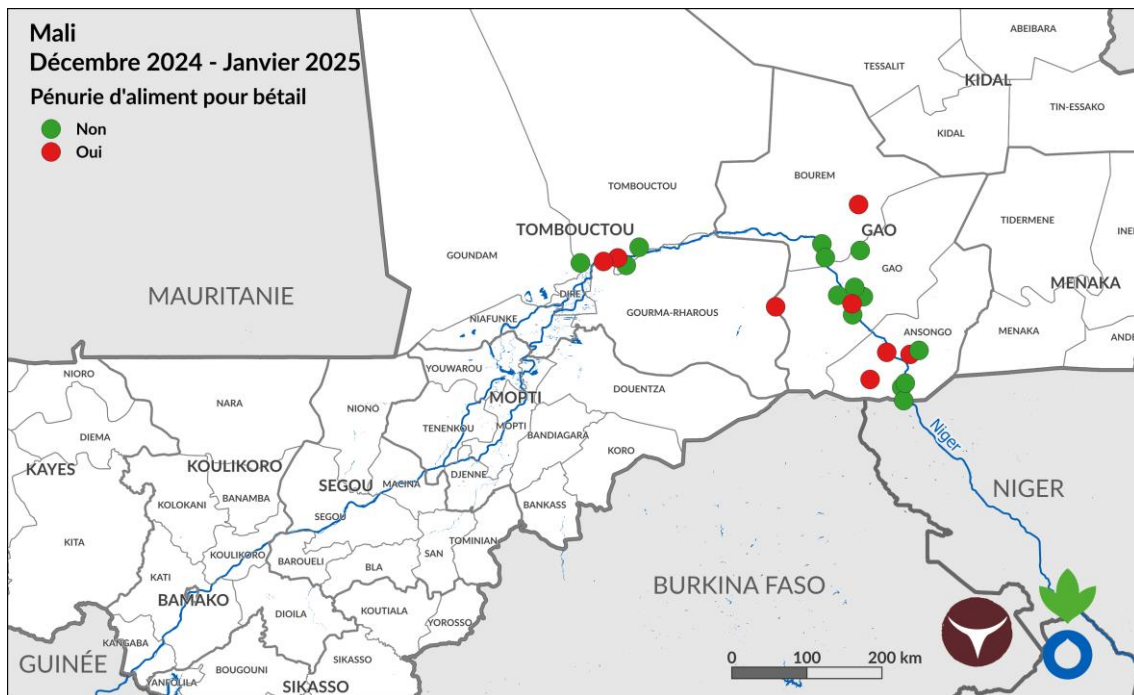 Mali
Décembre 2024 - Janvier 2025
Pénurie d'aliment pour bétail
Non
Oui
ABEIBARA
TESSALIT
KIDAL
TIN-ESSAKO
KIDAL
BOUREM
TOMBOUCTOU
TIDERMENE
TOMBOUCTOU
GAO
GOUNDAM
GAO
MENAKA
MAURITANIE
DIRE
GOURMA-RHAROUS
NIAFUNKE
ANSONGO
MENAKA
NIORO
YOUWAROU
DOUENTZA
NARA
NIONO
MOPTI
TENENKOU
MOPTI
BANDIAGARA
DIEMA
KORO
Niger
KAYES
KOULIKORO
DJENNE
SEGOU
MACINA
NIGER
BANAMBA
KOLOKANI
BANKASS
SEGOU
KITA
TOMINIAN
KOULIKORO
BAROUELI
SAN
BLA
KATI
BURKINA FASO
BAMAKO
DIOILA
KOUTIALA
YOROSSO
KANGABA
GUINÉE
BOUGOUNI
SIKASSO
YANFOLILA
SIKASSO
0 100 200 km